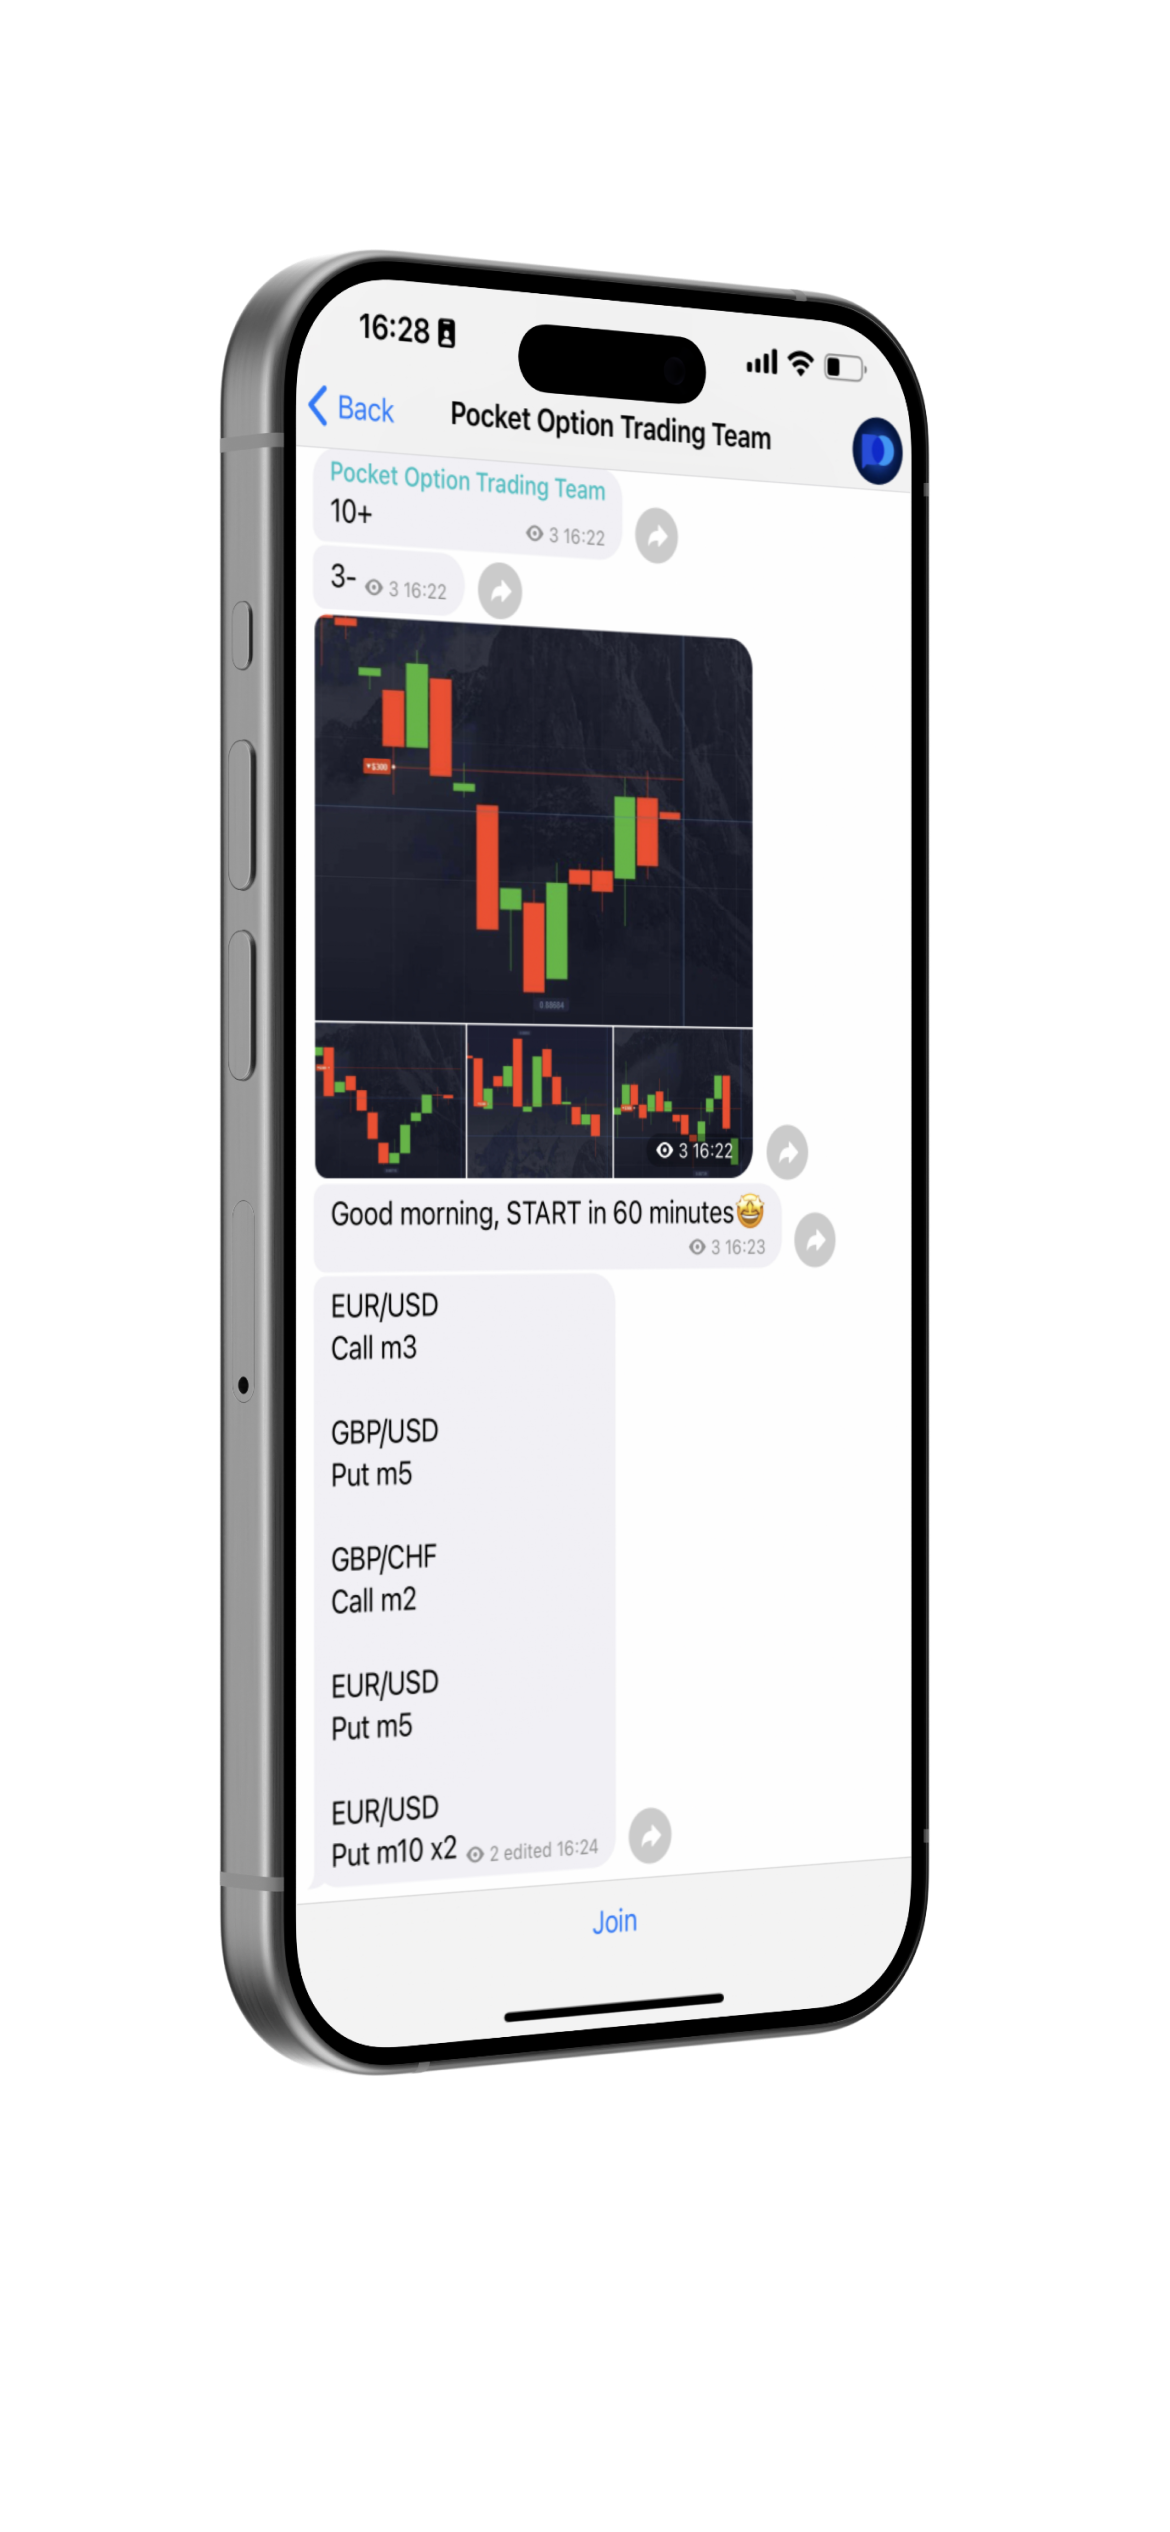 16:28
Back
Pocket Option Trading Team
Pocket Option Trading Team
10+
3 16:22
3- 3 16:22
$300
3 16:22
Good morning, START in 60 minutes🤩
3 16:23
EUR/USD
Call m3
GBP/USD
Put m5
GBP/CHF
Call m2
EUR/USD
Put m5
EUR/USD
Put m10 x2 2 edited 16:24
Join